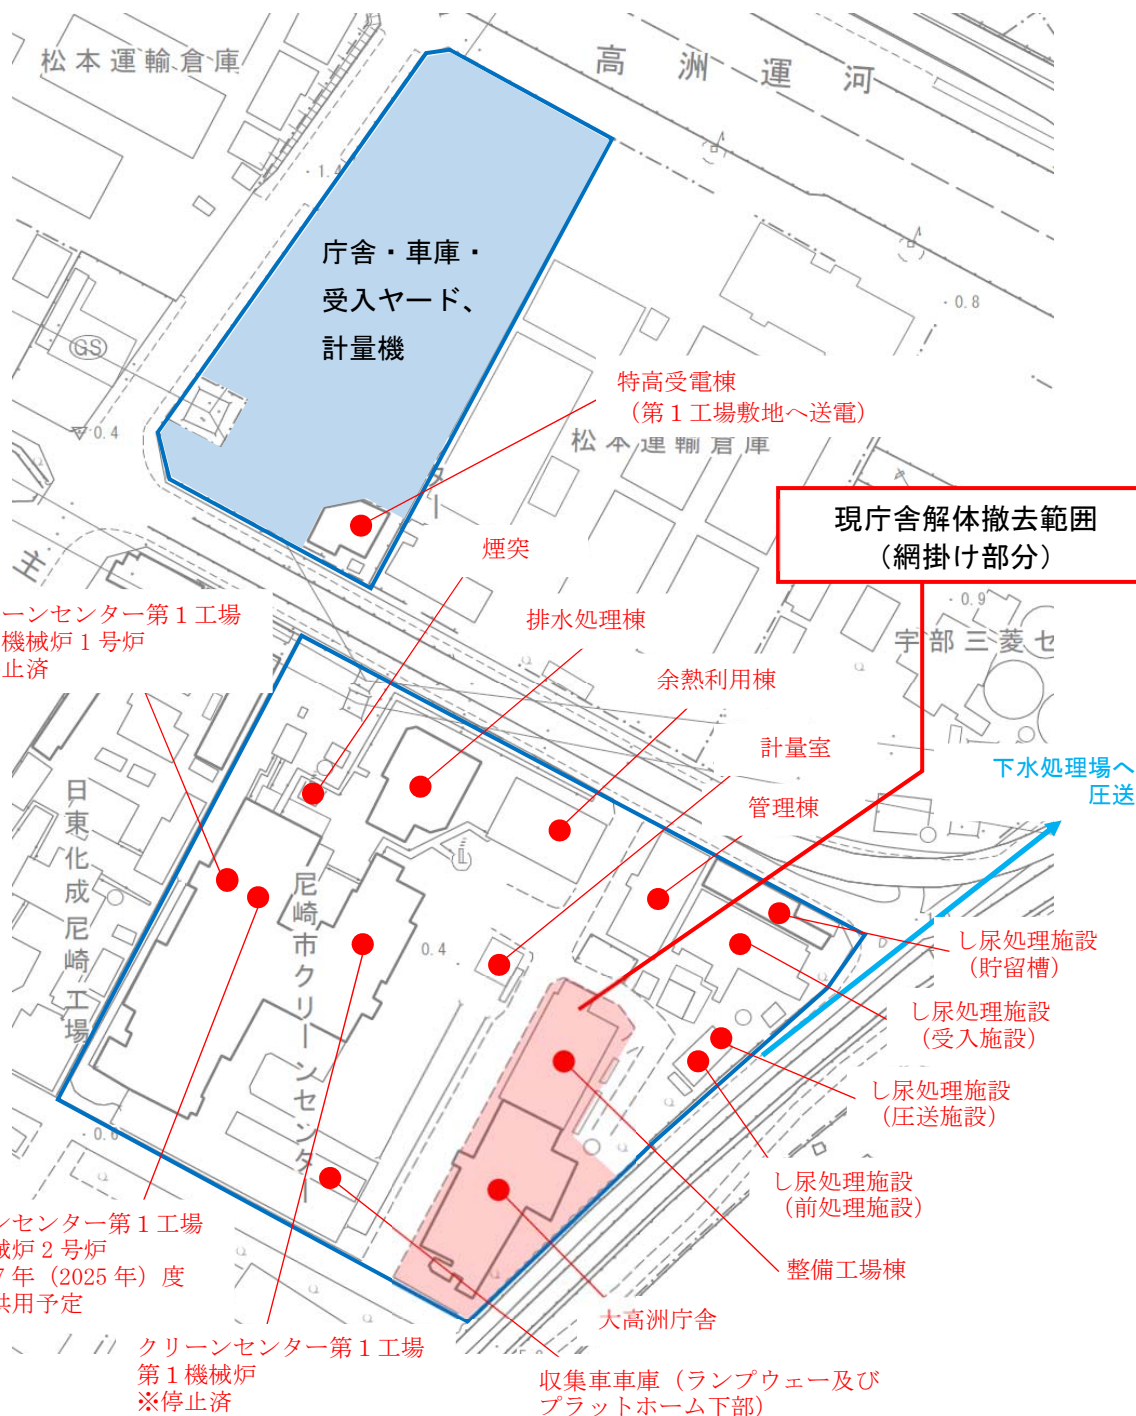 松本運輸倉庫
高洲運河
1.4
庁舎・車庫・
受入ヤード、
計量機
0.8
GS
特高受電棟
（第１工場敷地へ送電）
0.4
松本運輸倉庫
ター
現庁舎解体撤去範囲
（網掛け部分）
煙突
主
0.9
ーンセンター第１工場
機械炉１号炉
止済
排水処理棟
宇部三菱セ
余熱利用棟
計量室
下水処理場へ
圧送
日東化成尼崎工場
管理棟
尼崎市クリーンセンター
0.4
し尿処理施設
（貯留槽）
し尿処理施設
（受入施設）
し尿処理施設
（圧送施設）
0.6
し尿処理施設
（前処理施設）
ンセンター第１工場
械炉２号炉
7年（2025年）度
共用予定
整備工場棟
大高洲庁舎
クリーンセンター第１工場
第１機械炉
※停止済
収集車車庫（ランプウェー及び
プラットホーム下部）